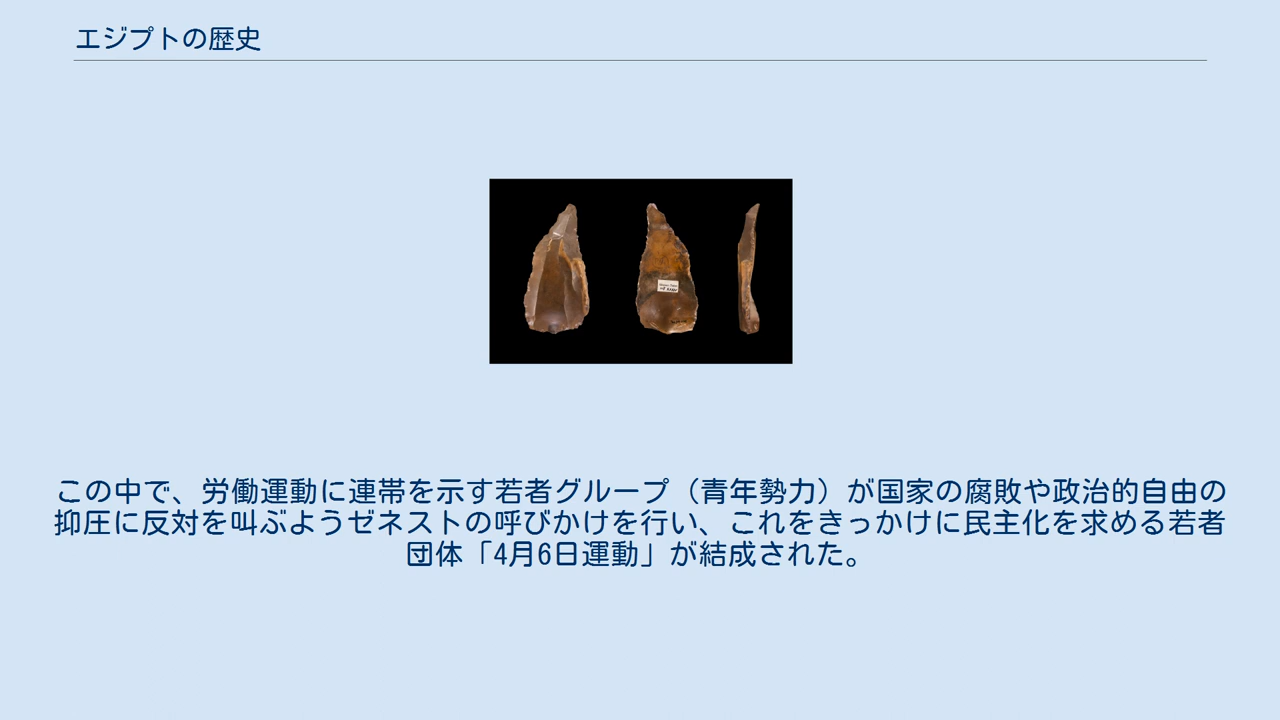 エジプトの歴史
この中で、労働運動に連帯を示す若者グループ（青年勢力）が国家の腐敗や政治的自由の
抑圧に反対を叫ぶようゼネストの呼びかけを行い、これをきっかけに民主化を求める若者
団体「4月6日運動」が結成された。